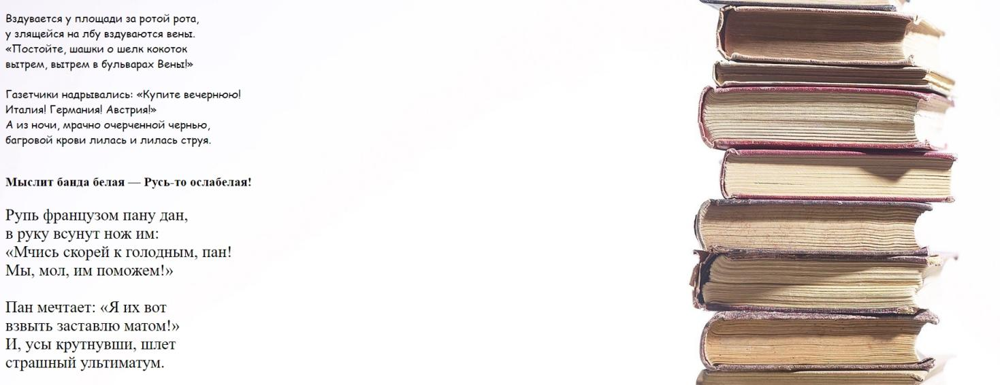 Вздувается у площади за ротой рота,
у злящейся на лбу вздуваются вены.
«Постойте, шашки о шелк кокоток
вытрем, вытрем в бульварах Вены!»
Газетчики надрывались: «Купите вечернюю!
Италия! Германия! Австрия!»
А из ночи, мрачно очерченной чернью,
багровой крови лилась и лилась струя.
Мыслит банда белая — Русь-то ослабелая!
Рупь французом пану дан,
в руку всунут нож им:
«Мчись скорей к голодным, пан!
Мы, мол, им поможем!»
Пан мечтает: «Я их вот
взвыть заставлю матом!»
И, усы крутнувши, шлет
страшный ультиматум.